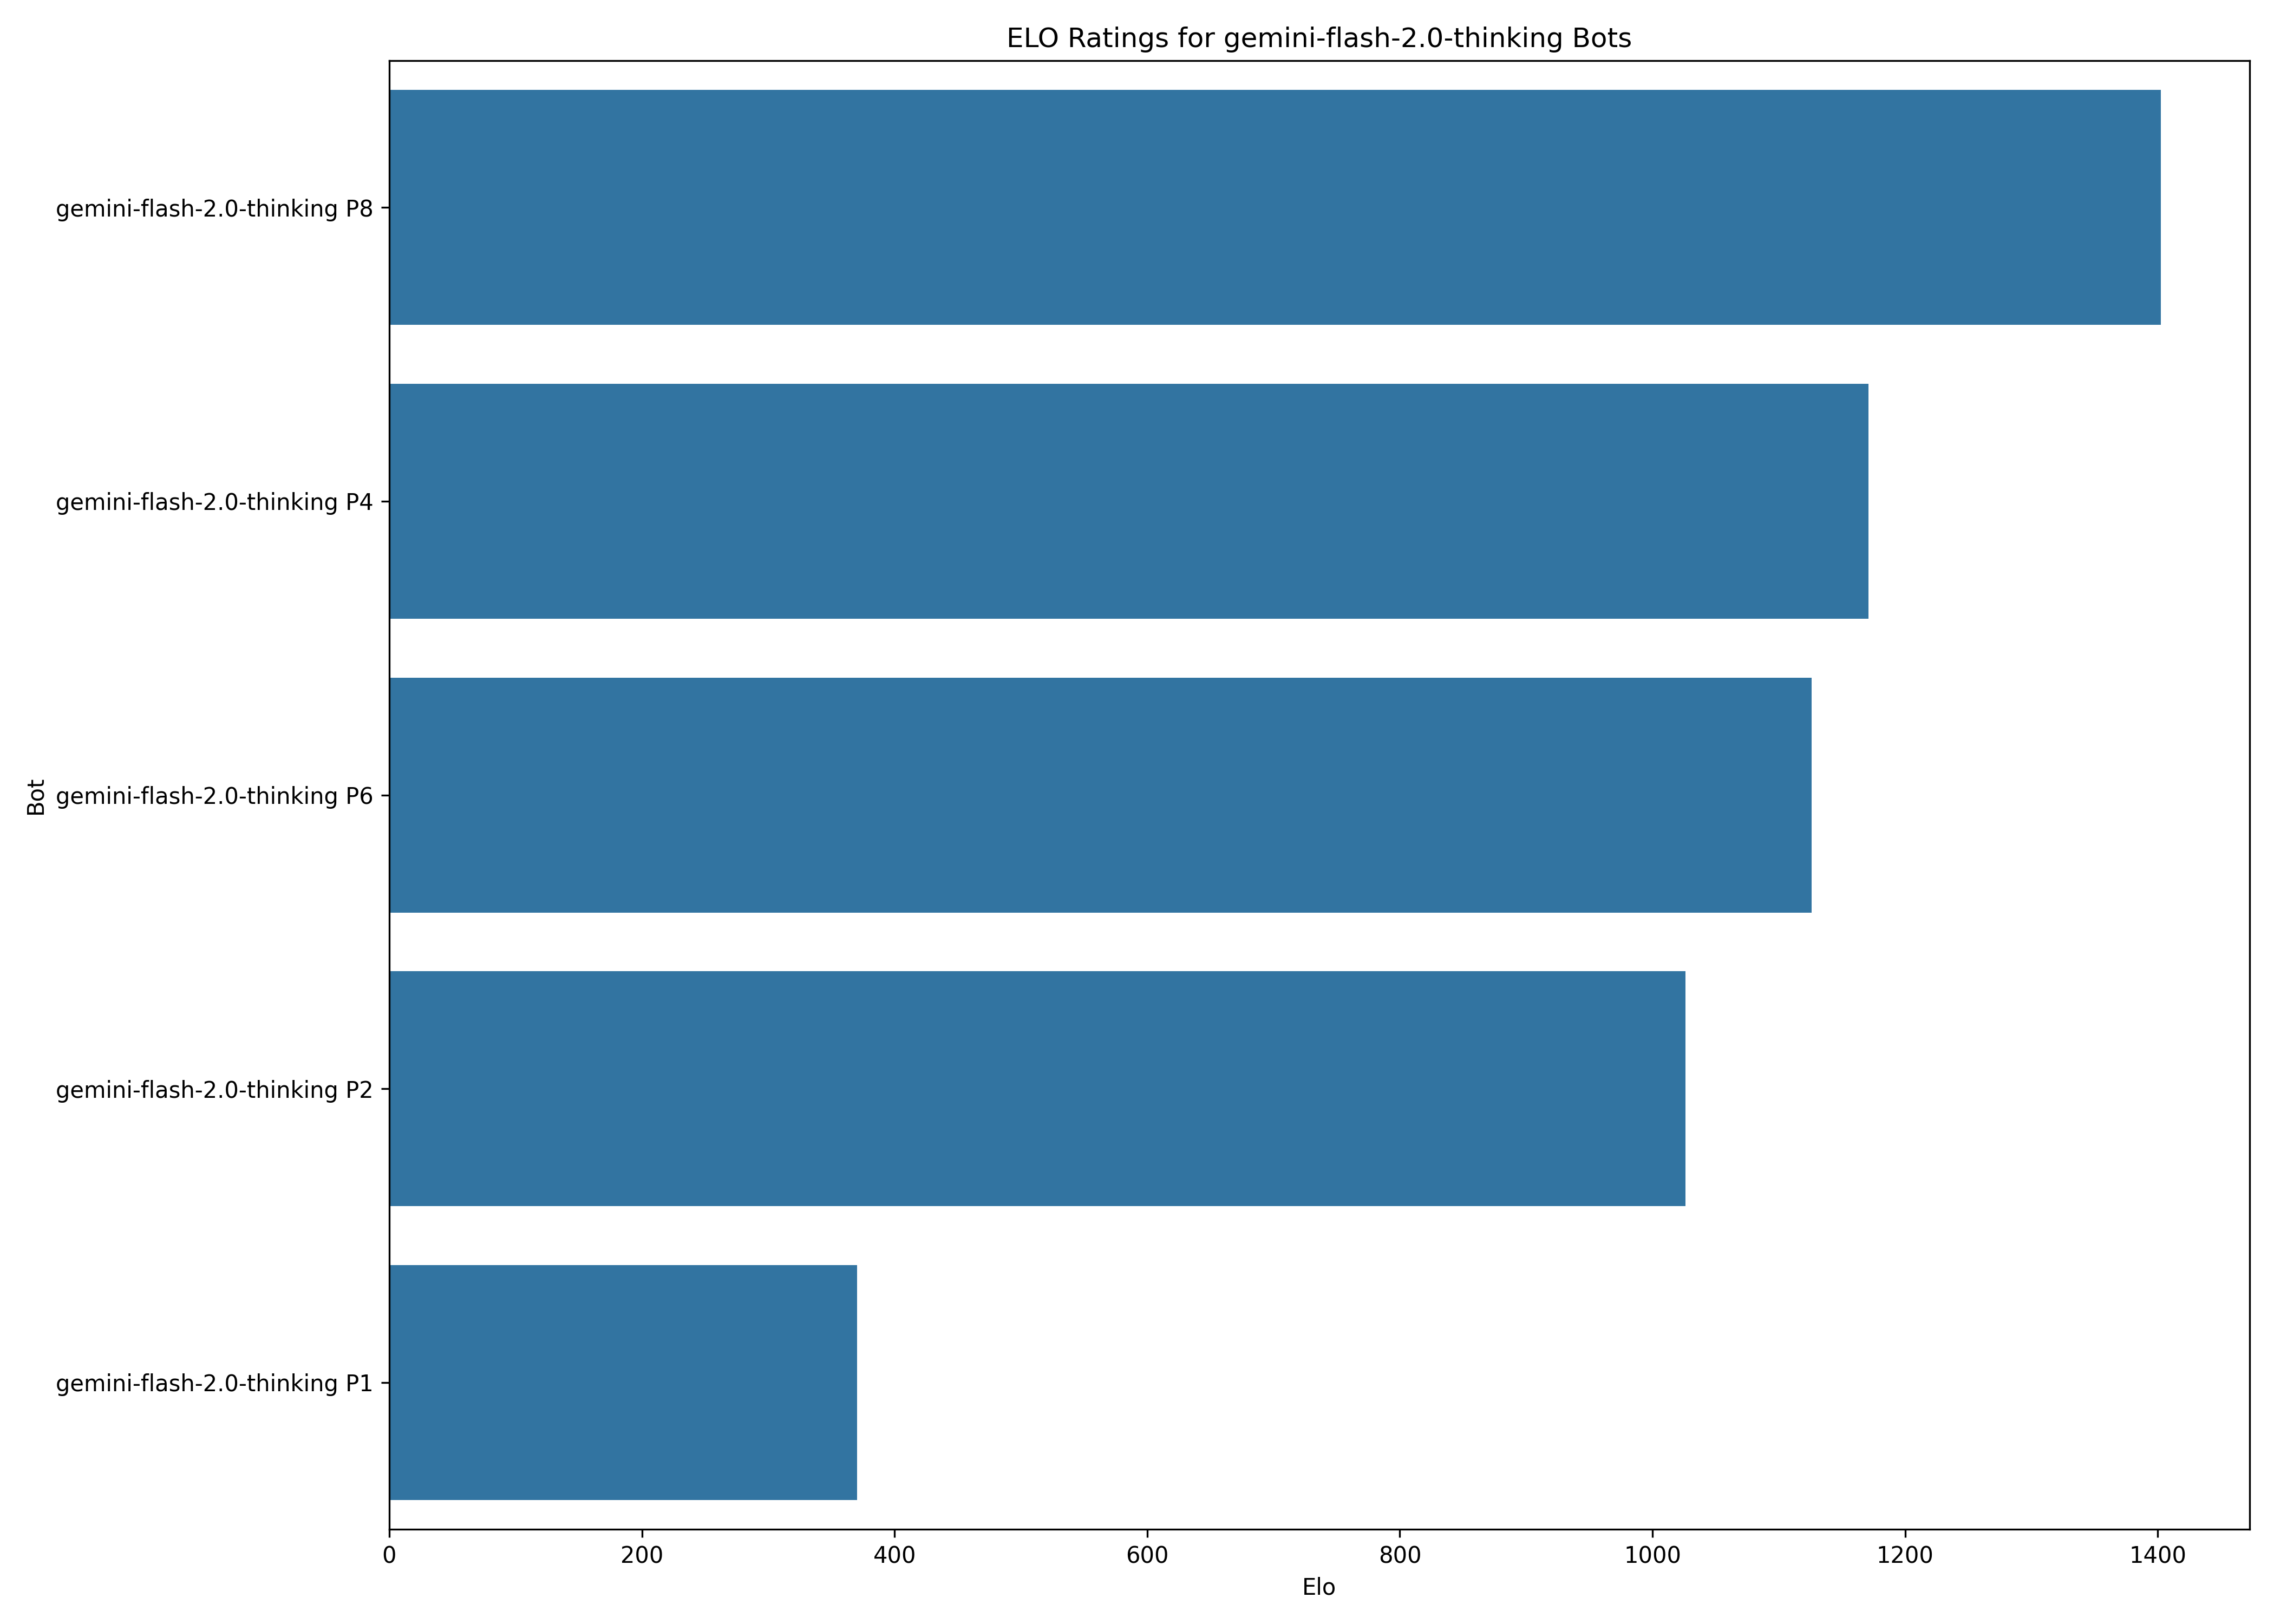 ELO Ratings for gemini-flash-2.0-thinking Bots
gemini-flash-2.0-thinking P8
gemini-flash-2.0-thinking P4
gemini-flash-2.0-thinking P6
gemini-flash-2.0-thinking P2
gemini-flash-2.0-thinking P1
Bot
0 200 400 600 800 1000 1200 1400
Elo